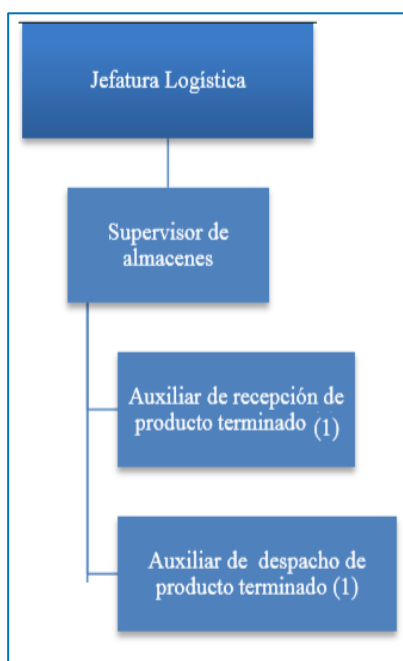 Jefatura Logística
Supervisor de
almacenes
Auxiliar de recepción de
producto terminado (1)
Auxiliar de despacho de
producto terminado (1)